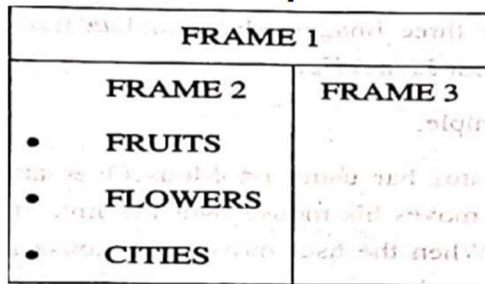 FRAME 1
FRAME 2 FRAME 3
• FRUITS
• FLOWERS
• CITIES